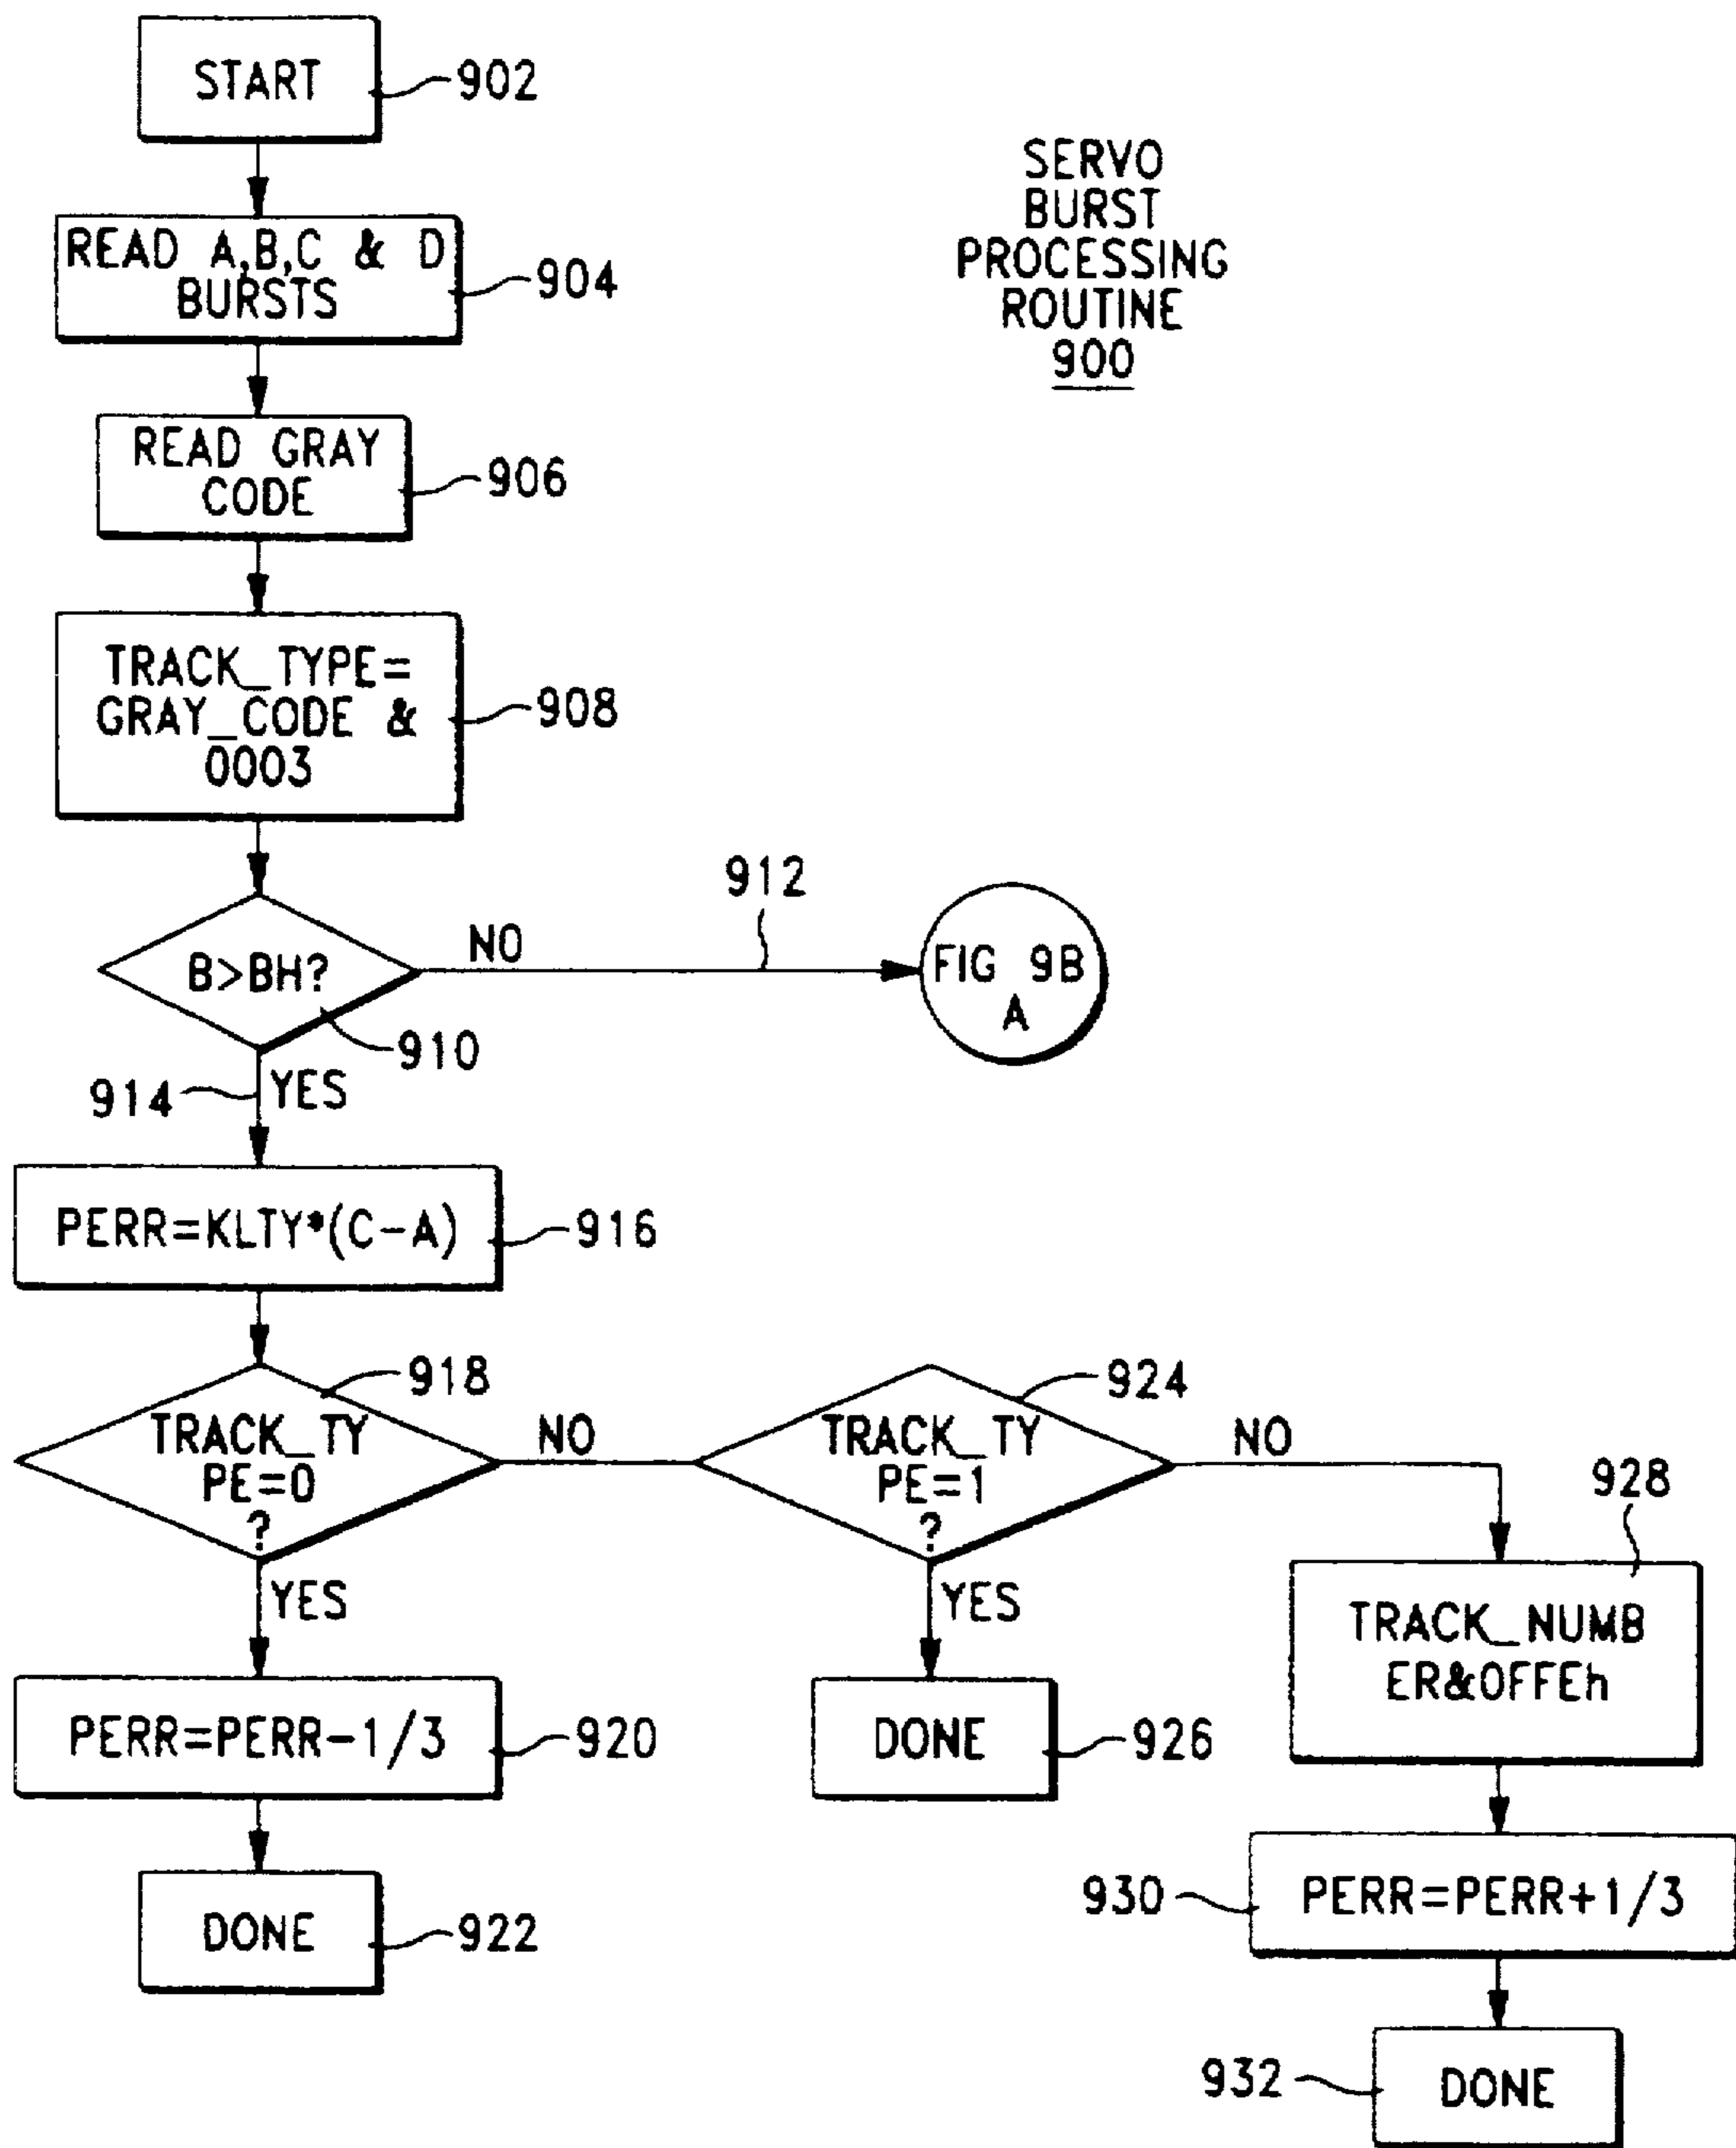 START
902
SERVO
BURST
PROCESSING
ROUTINE
900
READ A,B,C & D
BURSTS
904
READ GRAY
CODE
906
TRACK_TYPE=
GRAY_CODE &
0003
908
B>BH?
910
NO
912
FIG 9B
A
914
YES
PERR=KLTY*(C-A)
916
TRACK_TY
PE=0
?
918
NO
TRACK_TY
PE=1
?
924
NO
928
YES
YES
TRACK_NUMB
ER&0FFEh
PERR=PERR-1/3
920
DONE
926
930
PERR=PERR+1/3
DONE
922
932
DONE